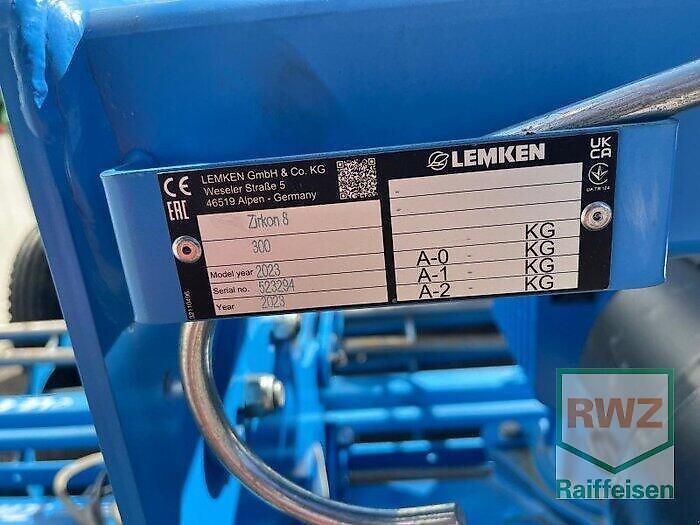 CE
EAC
LEMKEN GmbH & Co. KG
Weseler Straße 5
46519 Alpen - Germany
Zirkon 8
300
Model year 2023
Serial no. 523294
Year 2023
LEMKEN
KG
A-0 - KG
A-1 - KG
A-2 - KG
UK
CA
RWZ
Raiffeisen